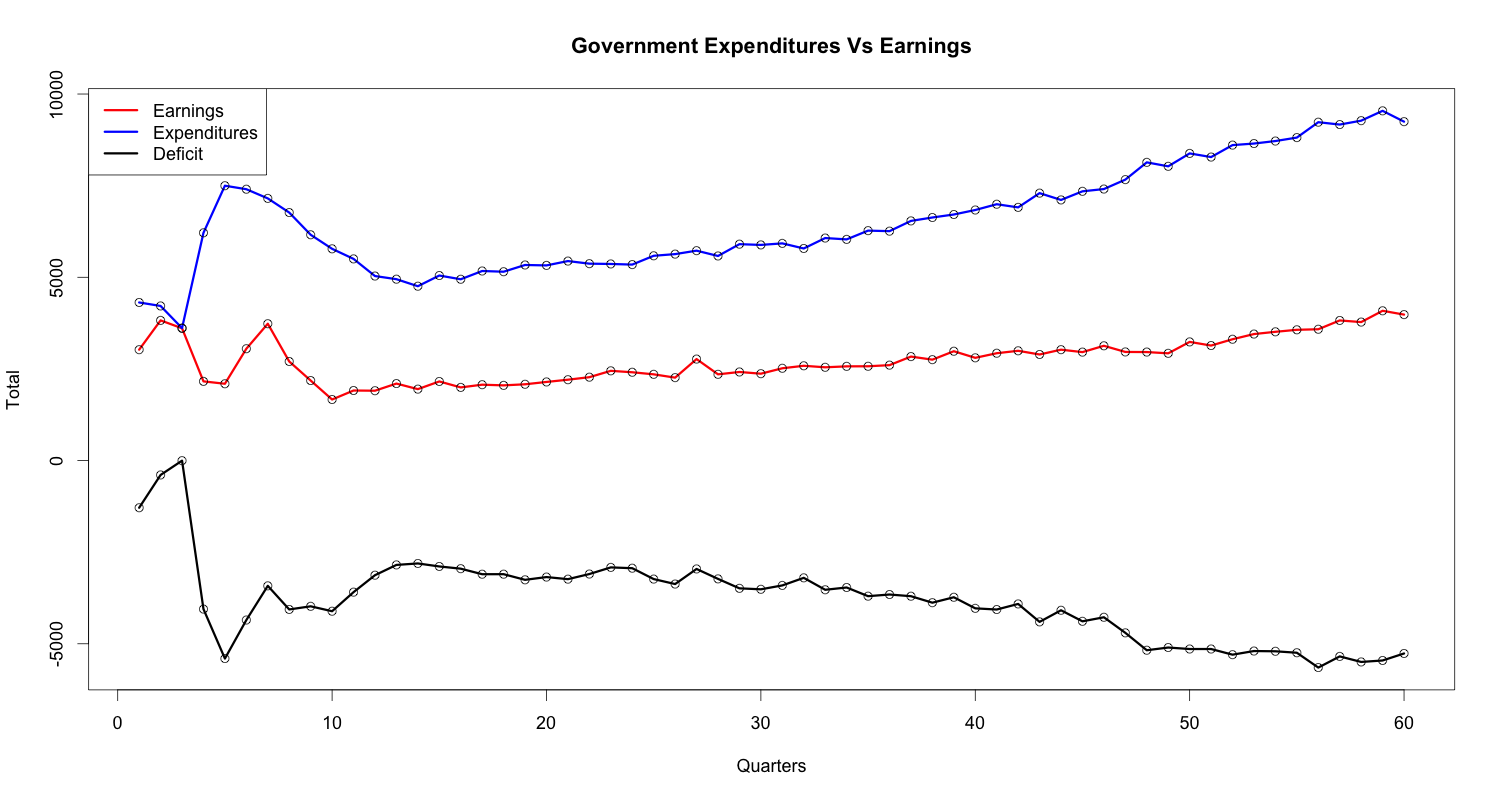 Government Expenditures Vs Earnings
Earnings
Expenditures
Deficit
10000
5000
0
-5000
Total
0 10 20 30 40 50 60
Quarters